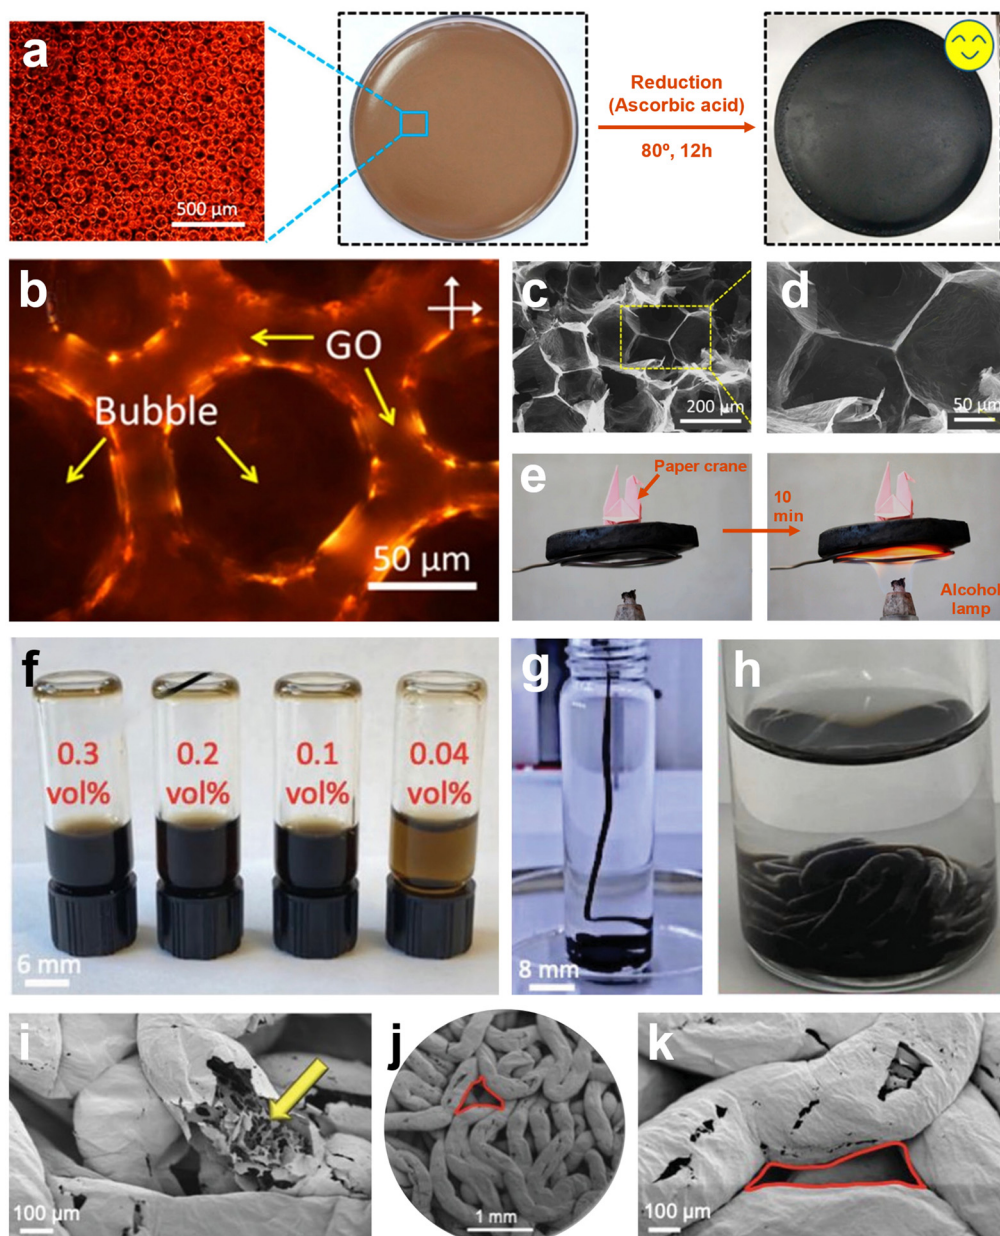 a
500 µm
Reduction
(Ascorbic acid)
80º, 12h
b
GO
Bubble
50 µm
c
200 µm
d
50 µm
e
Paper crane
10
min
Alcohol
lamp
f
0.3
vol%
0.2
vol%
0.1
vol%
0.04
vol%
6 mm
g
8 mm
h
i
100 µm
j
1 mm
k
100 µm